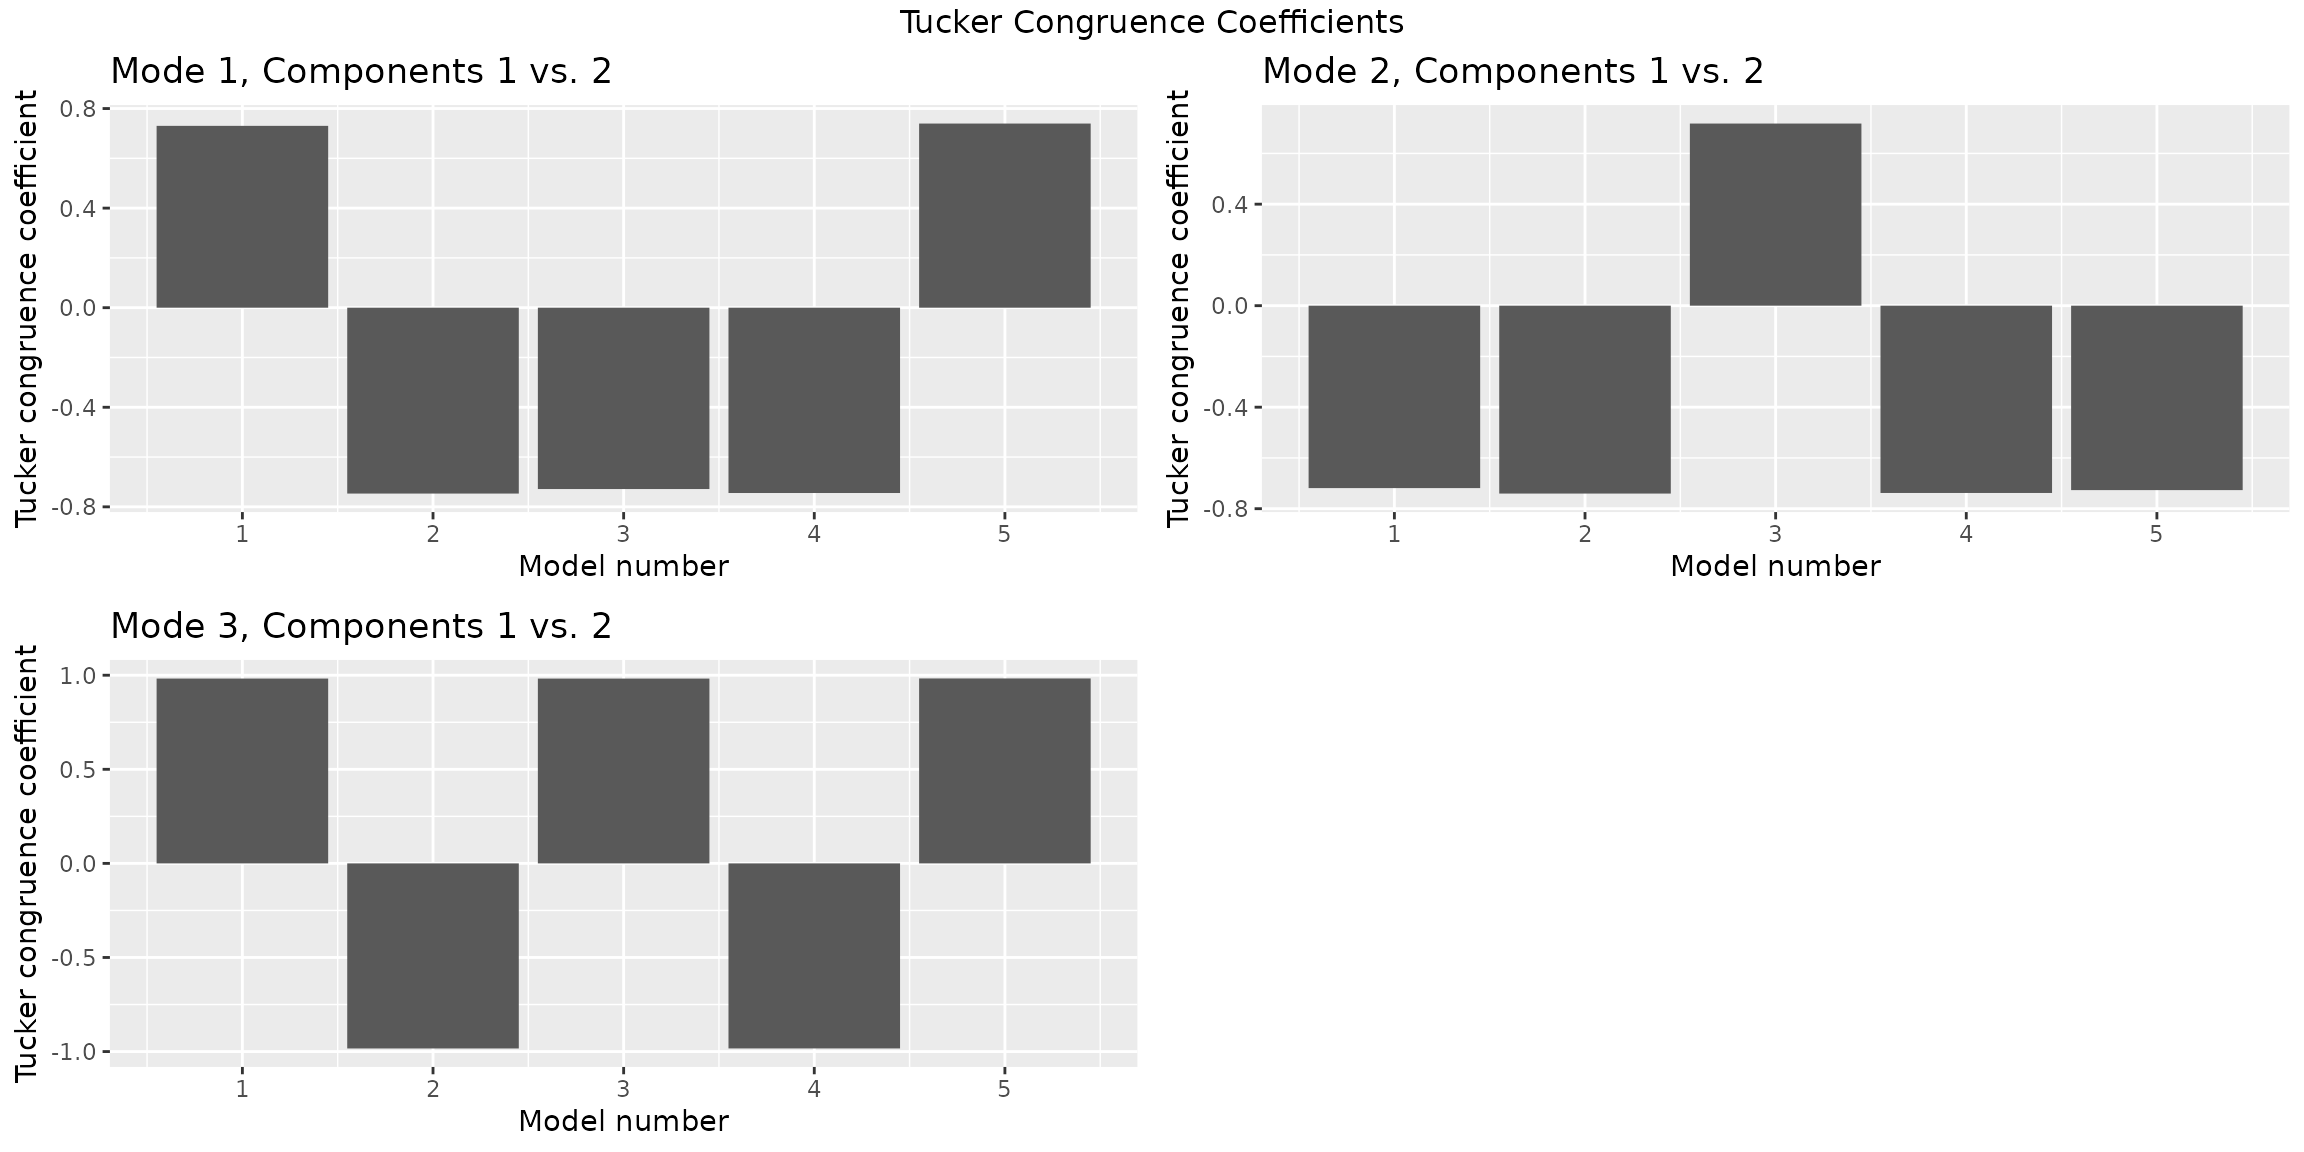 Tucker Congruence Coefficients
Mode 1, Components 1 vs. 2
Tucker congruence coefficient
0.8
0.4
0.0
-0.4
-0.8
1 2 3 4 5
Model number
Mode 2, Components 1 vs. 2
Tucker congruence coefficient
0.4
0.0
-0.4
-0.8
1 2 3 4 5
Model number
Mode 3, Components 1 vs. 2
Tucker congruence coefficient
1.0
0.5
0.0
-0.5
-1.0
1 2 3 4 5
Model number